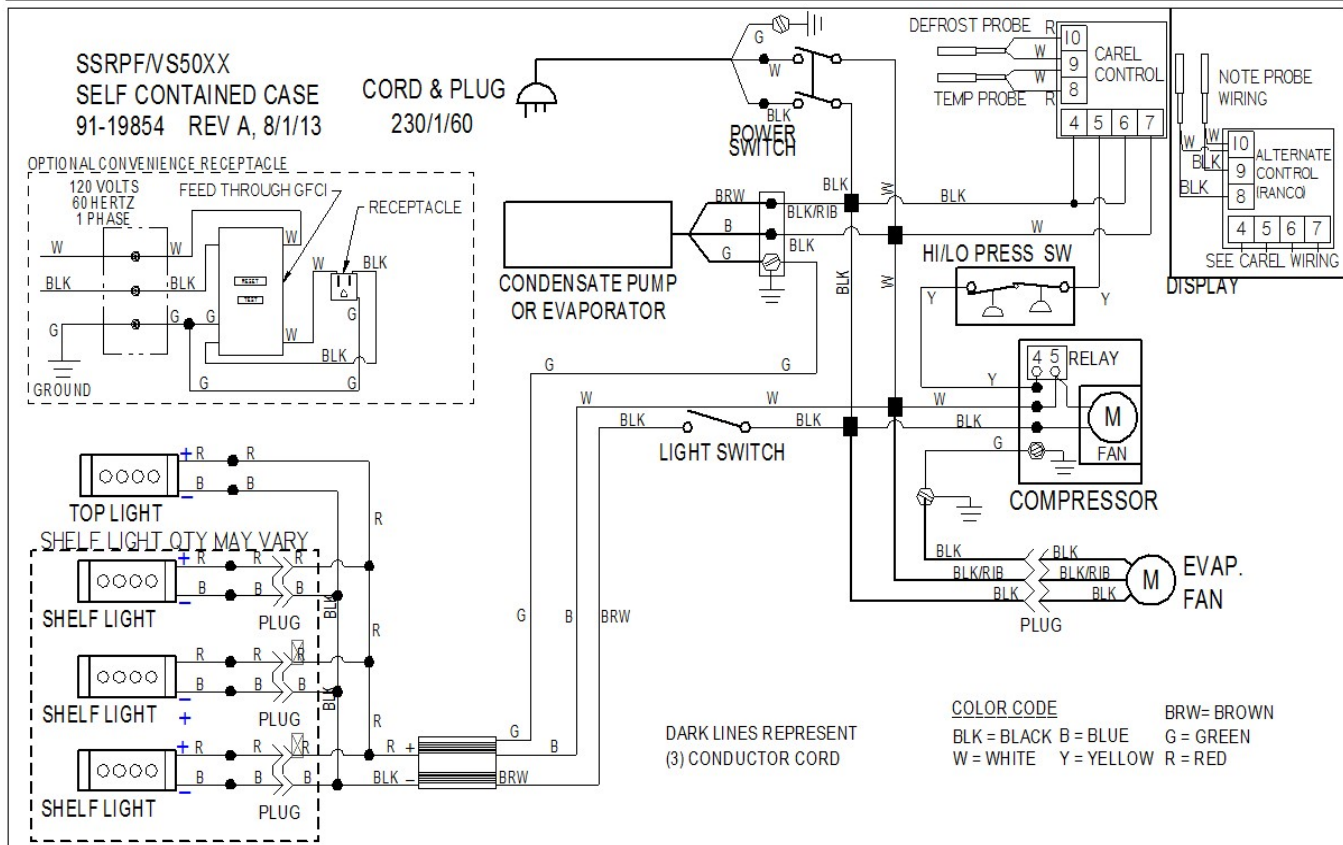 SSRPF/VS50XX
SELF CONTAINED CASE
91-19854 REV A, 8/1/13
CORD & PLUG
230/1/60
G
W
BLK
POWER
SWITCH
DEFROST PROBE R
W
W
TEMP PROBE R
10
9
8
CAREL
CONTROL
4 5 6 7
NOTE PROBE
WIRING
W
W
BLK
BLK
10
9
8
ALTERNATE
CONTROL
(RANCO)
4 5 6 7
SEE CAREL WIRING
DISPLAY
OPTIONAL CONVENIENCE RECEPTACLE
120 VOLTS
60 HERTZ
1 PHASE
FEED THROUGH GFCI
RECEPTACLE
W
W
W
W
BLK
BLK
BLK
RESET
TEST
G
G
G
G
W
BLK
G
G
GROUND
CONDENSATE PUMP
OR EVAPORATOR
BRW
B
G
BLK
BLK/RIB
BLK
BLK
W
BLK
W
W
HI/LO PRESS SW
Y
Y
G
G
4 5 RELAY
Y
W
W
W
BLK
BLK
BLK
LIGHT SWITCH
G
M
FAN
COMPRESSOR
BLK
BLK
BLK/RIB
BLK/RIB
BLK
BLK
PLUG
M
EVAP.
FAN
+ R R
B B
−
TOP LIGHT
R
SHELF LIGHT QTY MAY VARY
+ R R R
B B B
−
SHELF LIGHT
PLUG
BLK
R
R R R
B B B
−
SHELF LIGHT
PLUG
BLK
+
R
+ R R R
B B B
−
SHELF LIGHT
PLUG
R +
BLK −
G
B
BRW
G
B
BRW
DARK LINES REPRESENT
(3) CONDUCTOR CORD
COLOR CODE
BLK = BLACK B = BLUE
W = WHITE Y = YELLOW
BRW= BROWN
G = GREEN
R = RED